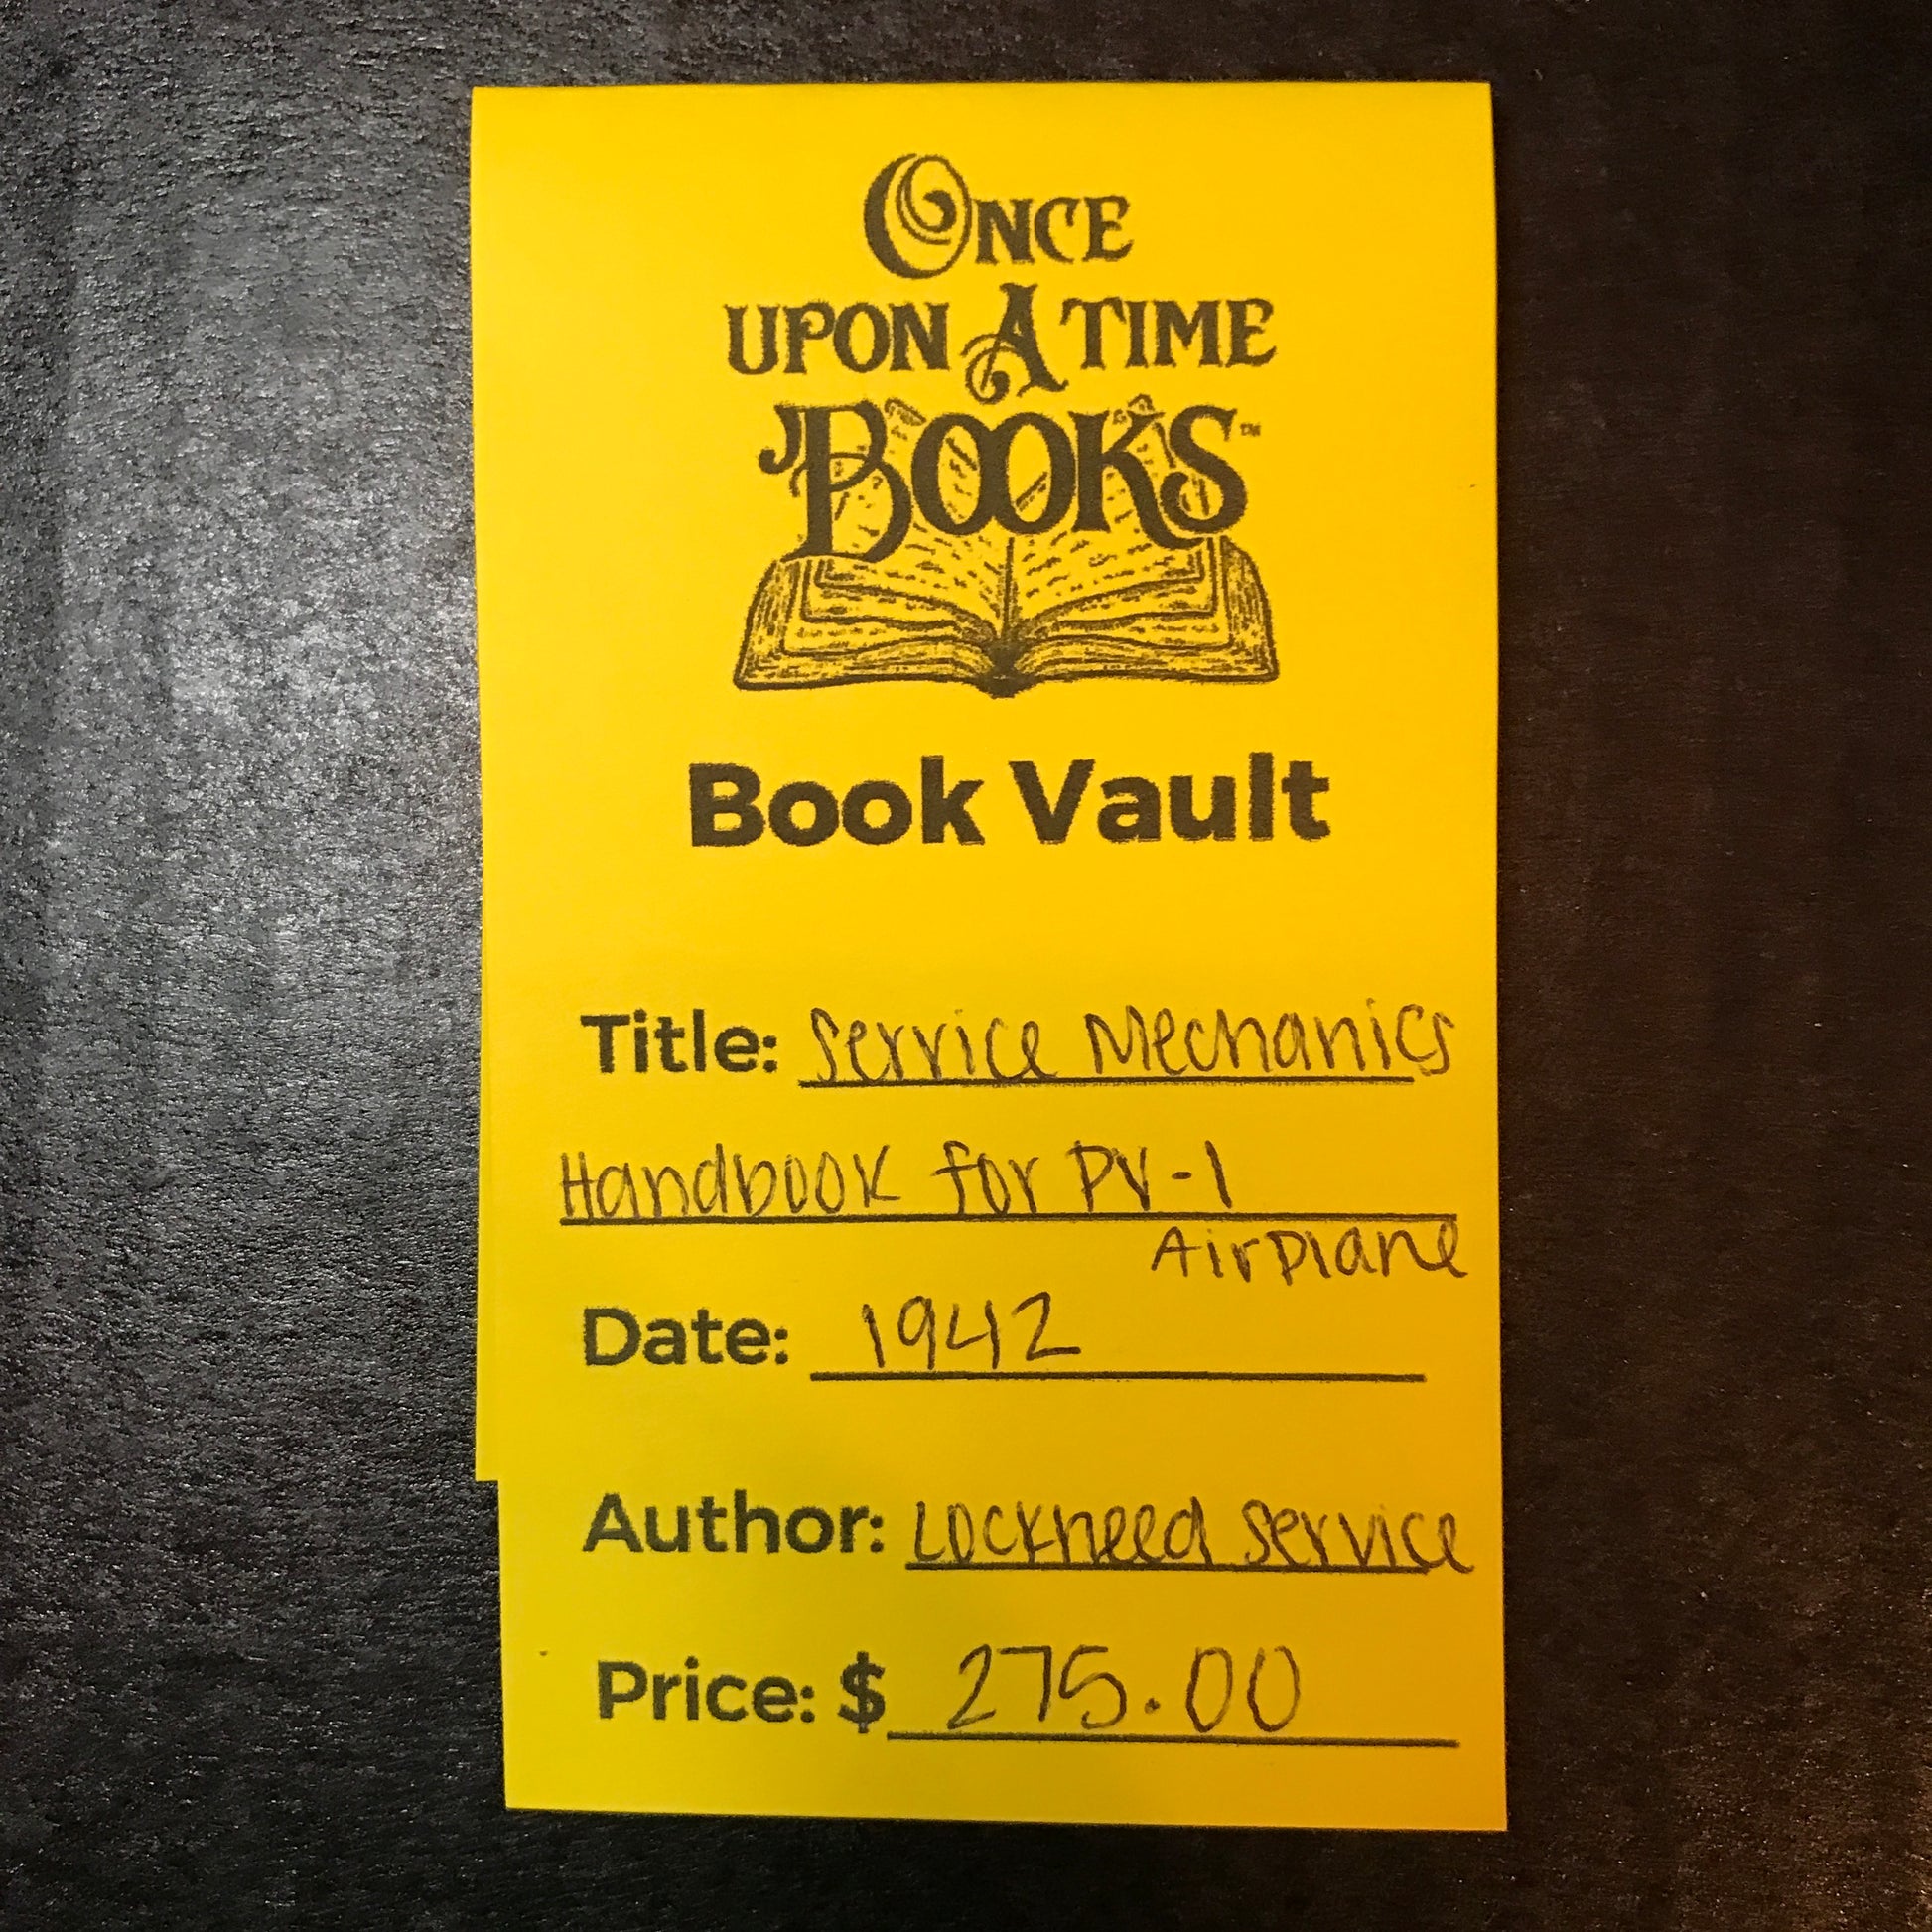 ONCE
UPON A TIME
BOOKS™
Book Vault
Title: Service Mechanics
Handbook for PV-1
Airplane
Date: 1942
Author: Lockheed Service
Price: $ 275.00